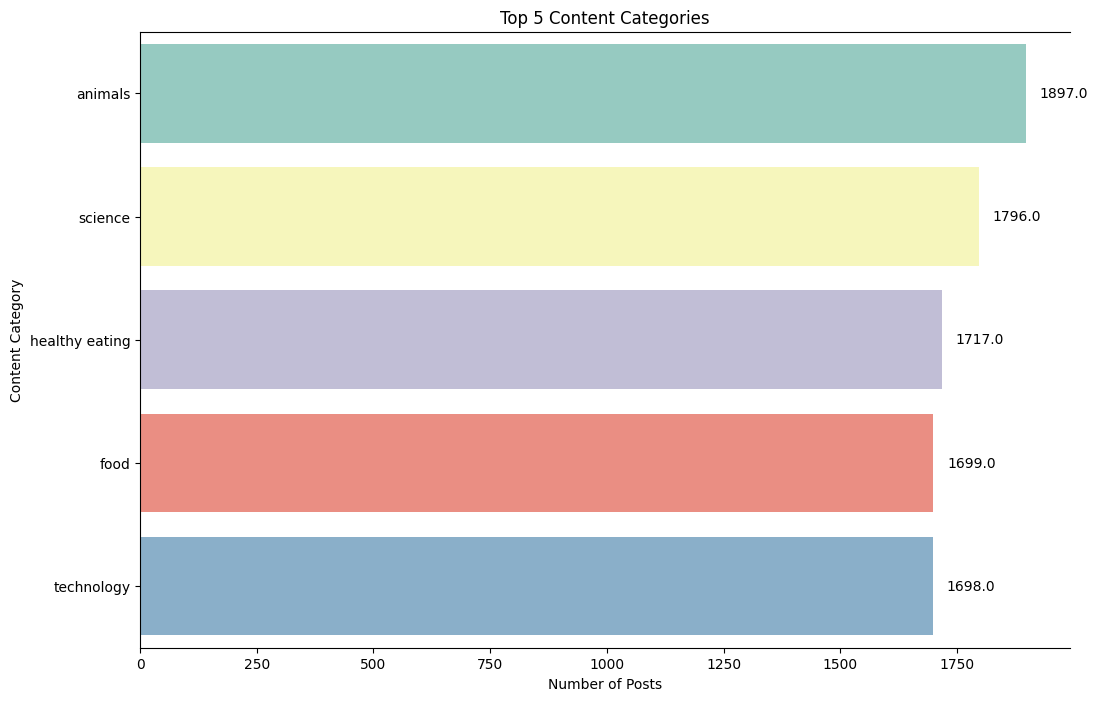 Top 5 Content Categories
animals
1897.0
science
1796.0
healthy eating
1717.0
food
1699.0
technology
1698.0
Content Category
0 250 500 750 1000 1250 1500 1750
Number of Posts